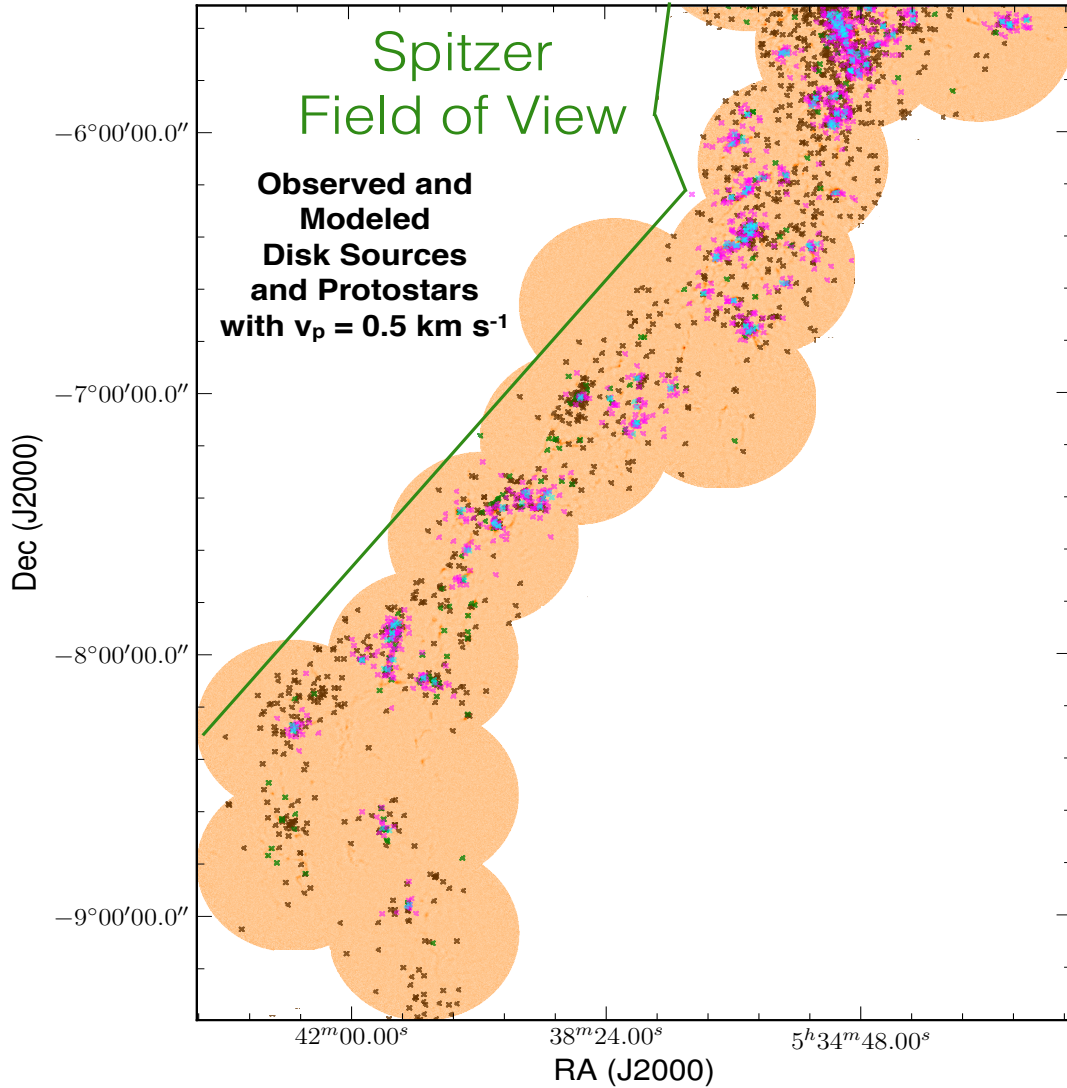 Spitzer
Field of View
Observed and
Modeled
Disk Sources
and Protostars
with vₚ = 0.5 km s⁻¹
−6°00′00.0″
−7°00′00.0″
−8°00′00.0″
−9°00′00.0″
Dec (J2000)
42ᵐ00.00ˢ
38ᵐ24.00ˢ
5ʰ34ᵐ48.00ˢ
RA (J2000)